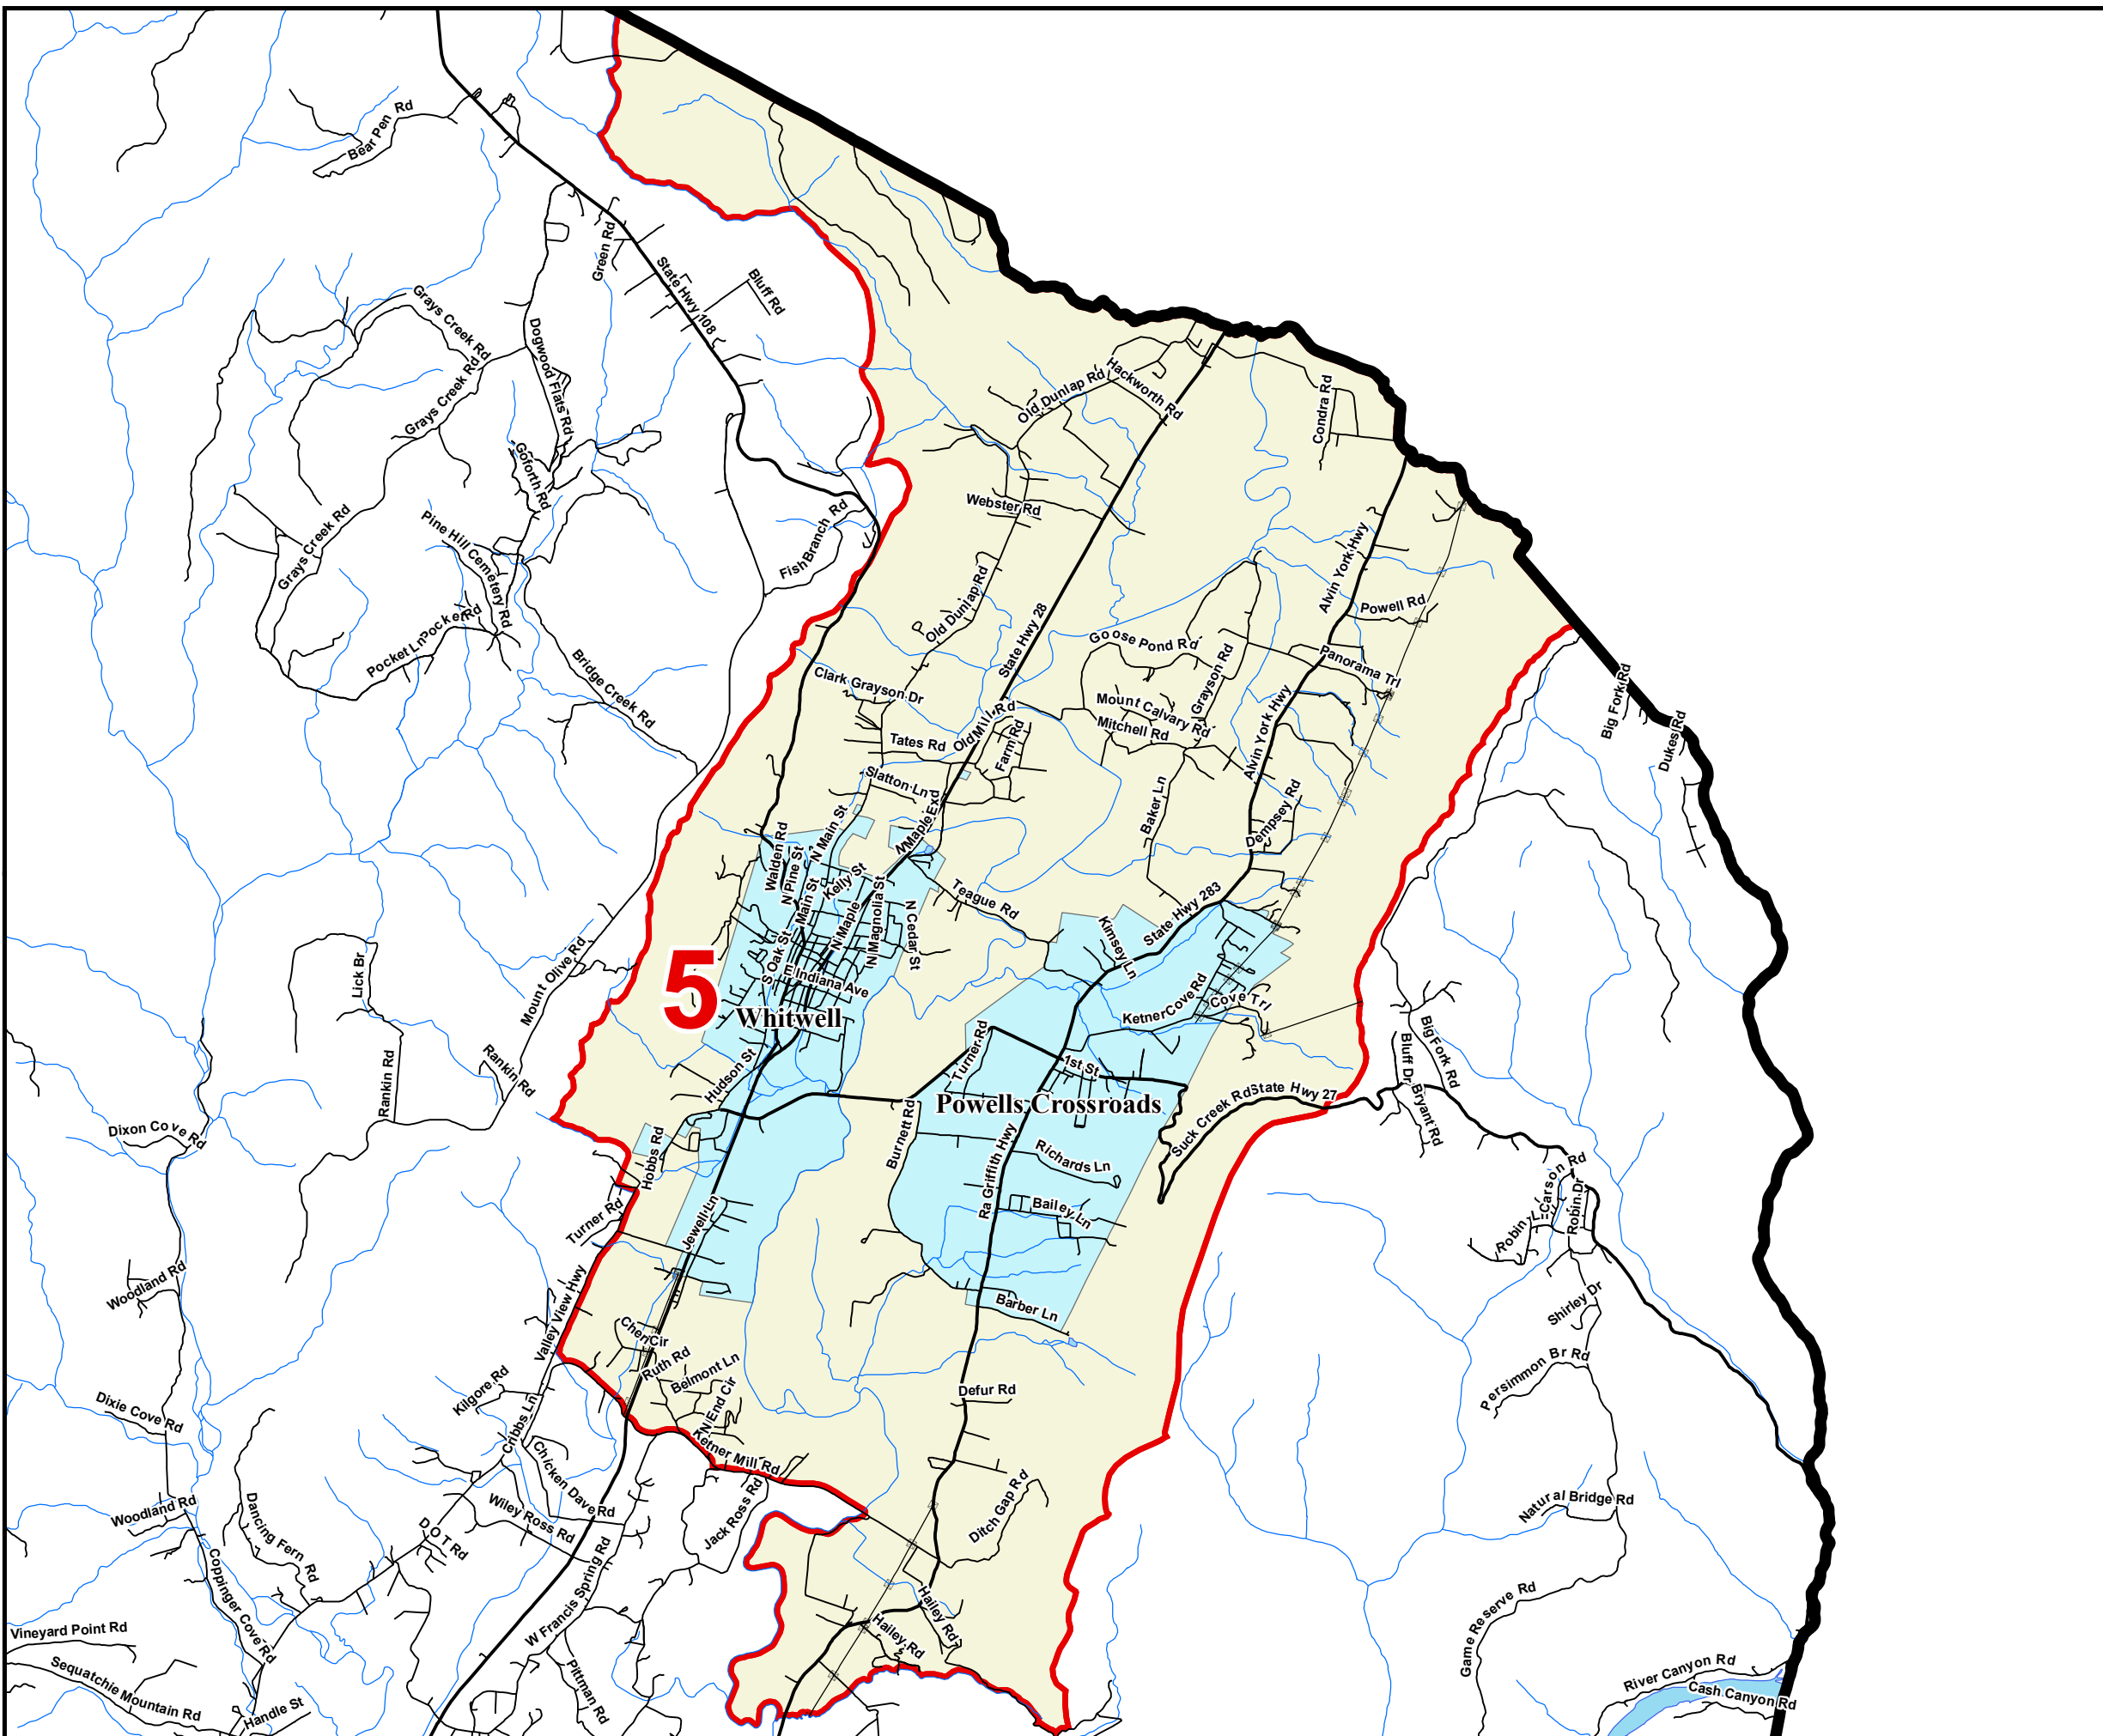 Bear Pen Rd
Green Rd
State Hwy 108
Bluff Rd
Grays Creek Rd
Dogwood Flats Rd
Grays Creek Rd
Old Dunlap Rd
Hackworth Rd
Condra Rd
Goforth Rd
Webster Rd
Grays Creek Rd
Pine Hill Cemetery Rd
Fish Branch Rd
Alvin York Hwy
Old Dunlap Rd
Powell Rd
Pocket Ln
Pocket Rd
State Hwy 28
Goose Pond Rd
Bridge Creek Rd
Clark Grayson Dr
Grayson Rd
Panorama Trl
Big Fork Rd
Mount Calvary Rd
Old Mill Rd
Mitchell Rd
Dukes Rd
Tates Rd
Farm Rd
Alvin York Hwy
Slatton Ln
Baker Ln
Dempsey Rd
N Main St
N Maple Exd
Walden Rd
N Pine St
Kelly St
Main St
N Maple
N Magnolia St
N Cedar St
Teague Rd
State Hwy 283
Kimsey Ln
Lick Br
Mount Olive Rd
S Oak St
E Indiana Ave
5
Whitwell
Ketner Cove Rd
Cove Trl
Turner Rd
Big Fork Rd
Rankin Rd
Rankin Rd
Hudson St
1st St
Bluff Dr
Powells Crossroads
Suck Creek Rd
State Hwy 27
Bryant Rd
Dixon Cove Rd
Hobbs Rd
Burnett Rd
Ra Griffith Hwy
Richards Ln
Carson Rd
Turner Rd
Jewell Ln
Bailey Ln
Robin L
Robin Dr
Woodland Rd
Valley View Hwy
Barber Ln
Shirley Dr
Cheri Cir
Ruth Rd
Belmont Ln
Persimmon Br Rd
Kilgore Rd
Defur Rd
Dixie Cove Rd
Cribbs Ln
N End Cir
Ketner Mill Rd
Chicken Dave Rd
Jack Ross Rd
Ditch Gap Rd
Natural Bridge Rd
Woodland Rd
Dancing Fern Rd
Wiley Ross Rd
D O T Rd
Coppinger Cove Rd
W Francis Spring Rd
Hailey Rd
Hailey Rd
Game Reserve Rd
Vineyard Point Rd
Sequatchie Mountain Rd
Handle St
Pittman Rd
River Canyon Rd
Cash Canyon Rd